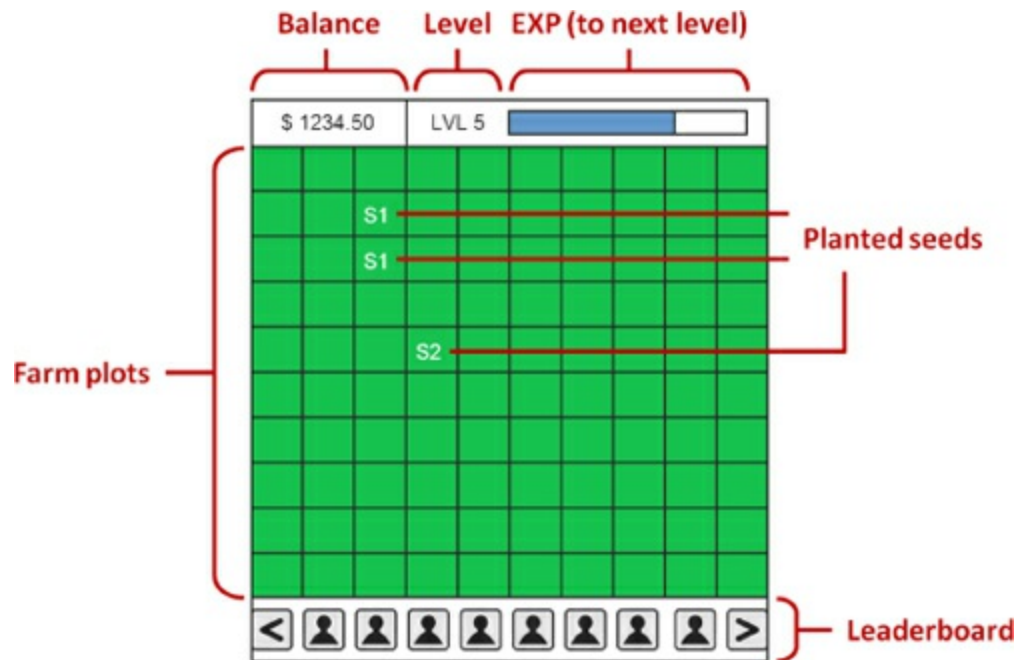 Balance Level EXP (to next level)
$ 1234.50 LVL 5
S1
Planted seeds
S1
S2
Farm plots
< >
Leaderboard